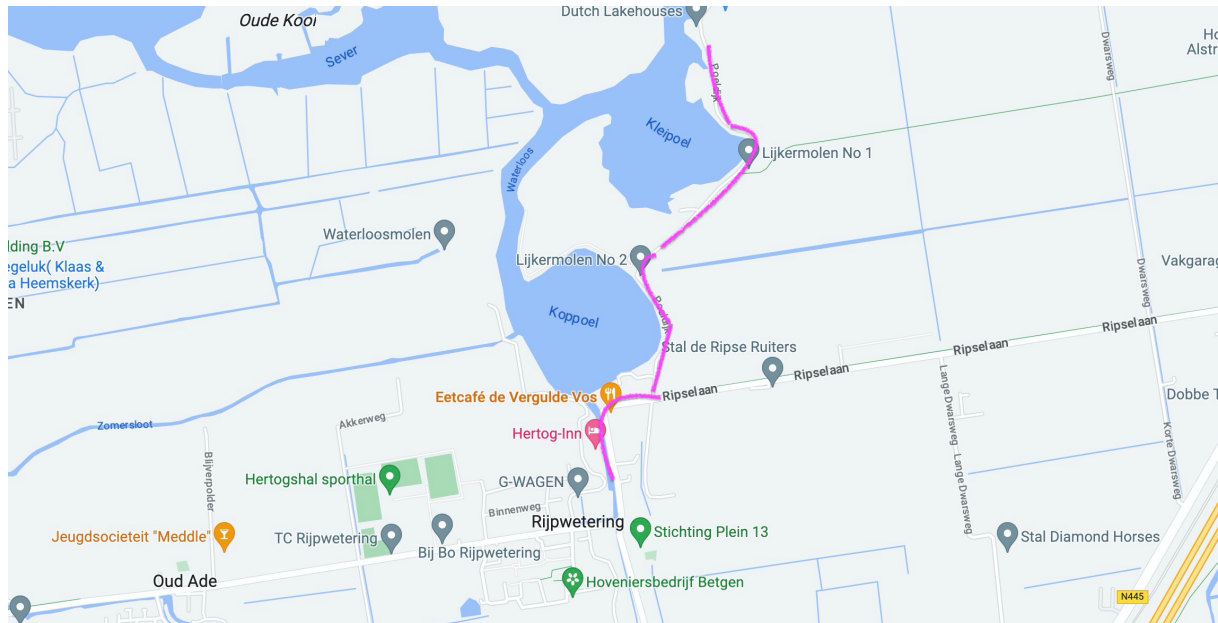 Dutch Lakehouses
Oude Kooi
Sever
Dwarsweg
Poeldijk
Kleipoel
Lijkermolen No 1
Waterloos
Waterloosmolen
Lijkermolen No 2
lding B.V
egeluk( Klaas &
a Heemskerk)
EN
Vakgarag
Dwarsweg
Koppoel
Poeldijk
Stal de Ripse Ruiters
Ripselaan
Ripselaan
Ripselaan
Ripselaan
Eetcafé de Vergulde Vos
Dobbe T
Lange Dwarsweg
Lange Dwarsweg
Korte Dwarsweg
Akkerweg
Zomersloot
Hertog-Inn
Blijverpolder
Hertogshal sporthal
G-WAGEN
Binnenweg
Rijpwetering
Stichting Plein 13
Jeugdsocieteit "Meddle"
TC Rijpwetering
Bij Bo Rijpwetering
Stal Diamond Horses
Oud Ade
Hoveniersbedrijf Betgen
N445